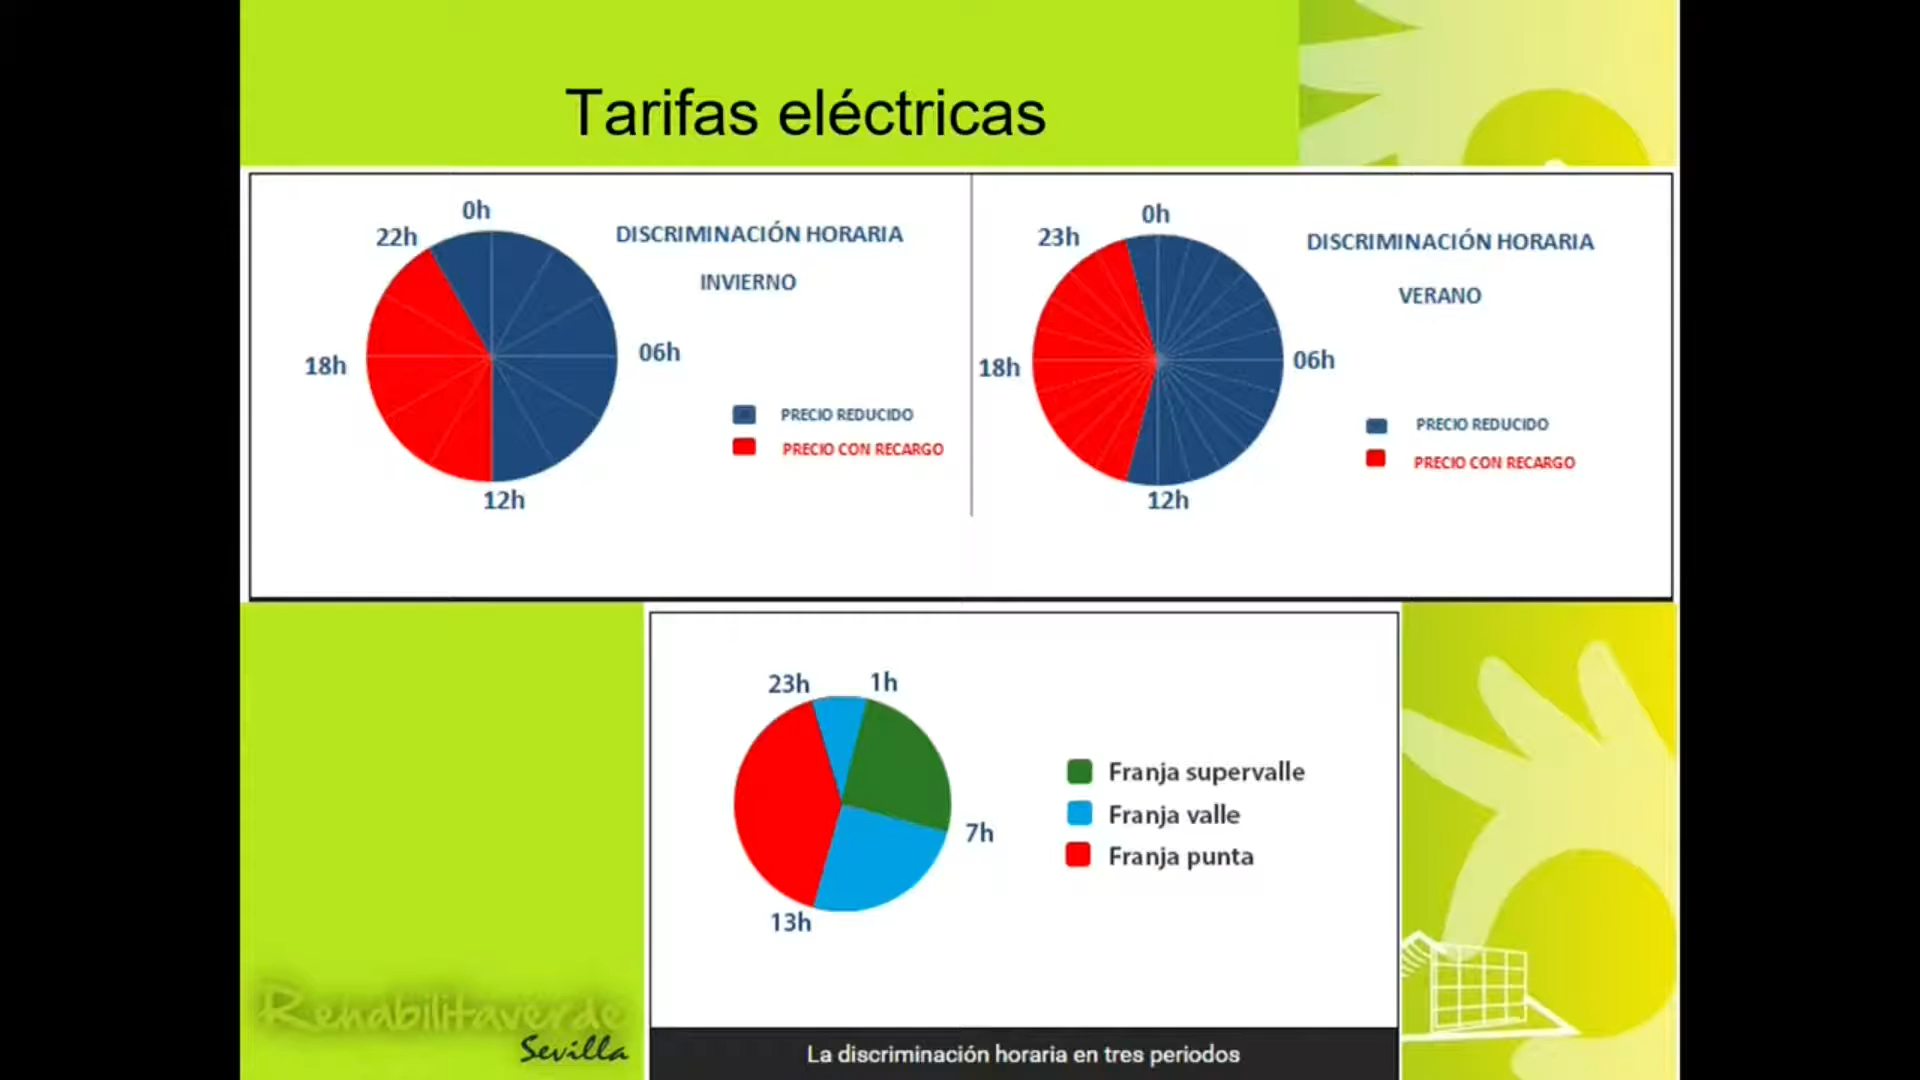 Tarifas eléctricas
0h
22h
DISCRIMINACIÓN HORARIA
INVIERNO
06h
18h
PRECIO REDUCIDO
PRECIO CON RECARGO
12h
0h
23h
DISCRIMINACIÓN HORARIA
VERANO
06h
18h
PRECIO REDUCIDO
PRECIO CON RECARGO
12h
23h
1h
Franja supervalle
Franja valle
7h
Franja punta
13h
Rehabilitaverde
Sevilla
La discriminación horaria en tres periodos